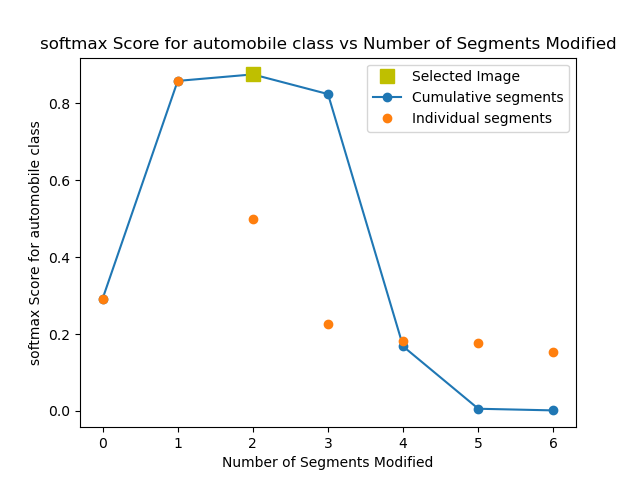 softmax Score for automobile class vs Number of Segments Modified
Selected Image
Cumulative segments
Individual segments
softmax Score for automobile class
0.8
0.6
0.4
0.2
0.0
0 1 2 3 4 5 6
Number of Segments Modified